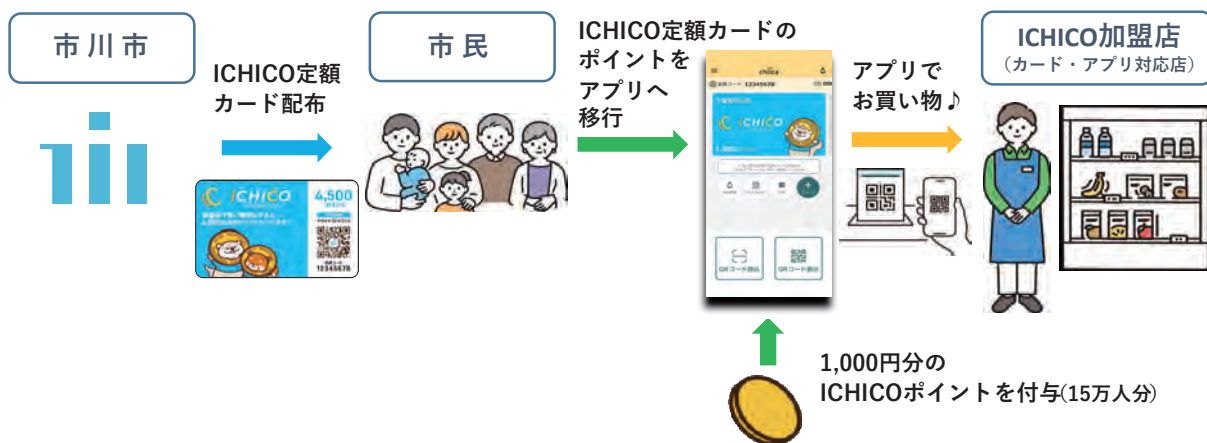 市川市
ICHICO定額
カード配布
ICHICO
4,500
12345678
市民
ICHICO定額カードの
ポイントを
アプリへ
移行
chiica
12345678
ICHICO
QRコード読込
QRコード提示
アプリで
お買い物♪
ICHICO加盟店
（カード・アプリ対応店）
1,000円分の
ICHICOポイントを付与(15万人分)